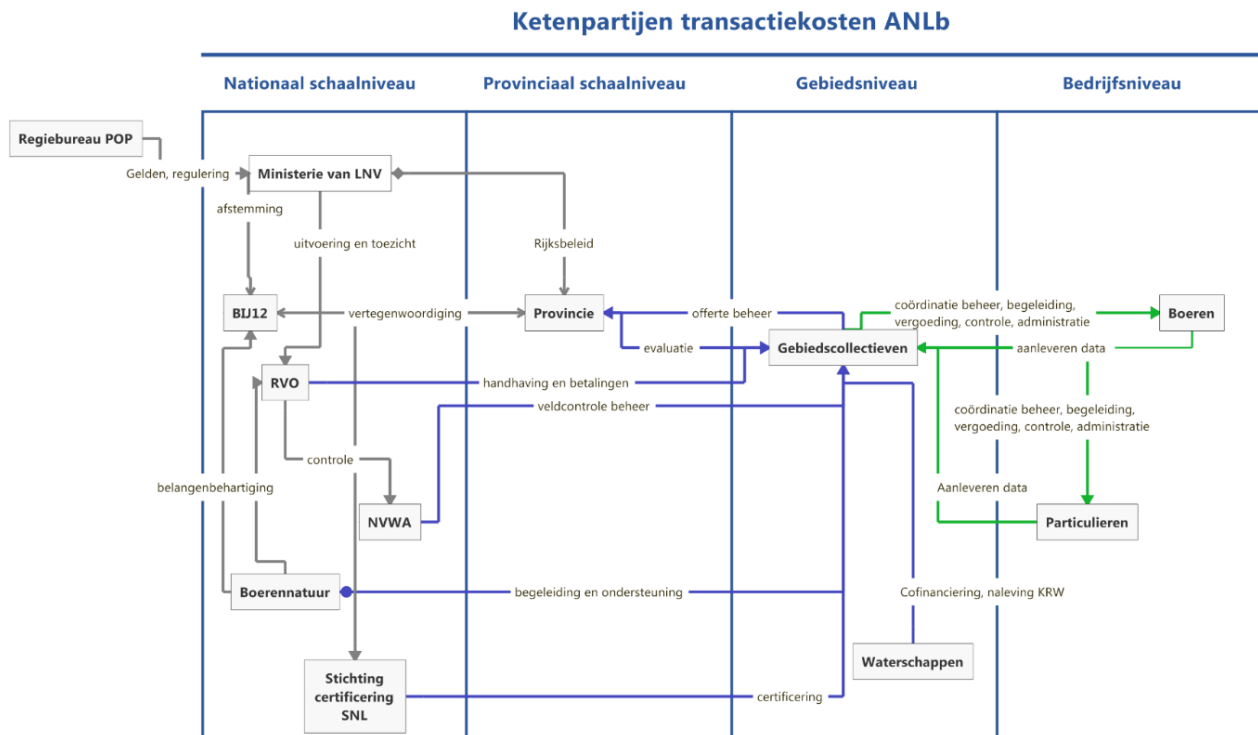 Ketenpartijen transactiekosten ANLb
Nationaal schaalniveau
Provinciaal schaalniveau
Gebiedsniveau
Bedrijfsniveau
Regiebureau POP
Gelden, regulering
Ministerie van LNV
afstemming
uitvoering en toezicht
Rijksbeleid
BIJ12
vertegenwoordiging
Provincie
offerte beheer
coördinatie beheer, begeleiding,
vergoeding, controle, administratie
Boeren
evaluatie
Gebiedscollectieven
aanleveren data
RVO
handhaving en betalingen
veldcontrole beheer
coördinatie beheer, begeleiding,
vergoeding, controle, administratie
controle
belangenbehartiging
Aanleveren data
NVWA
Particulieren
Boerennatuur
begeleiding en ondersteuning
Cofinanciering, naleving KRW
Waterschappen
Stichting
certificering
SNL
certificering